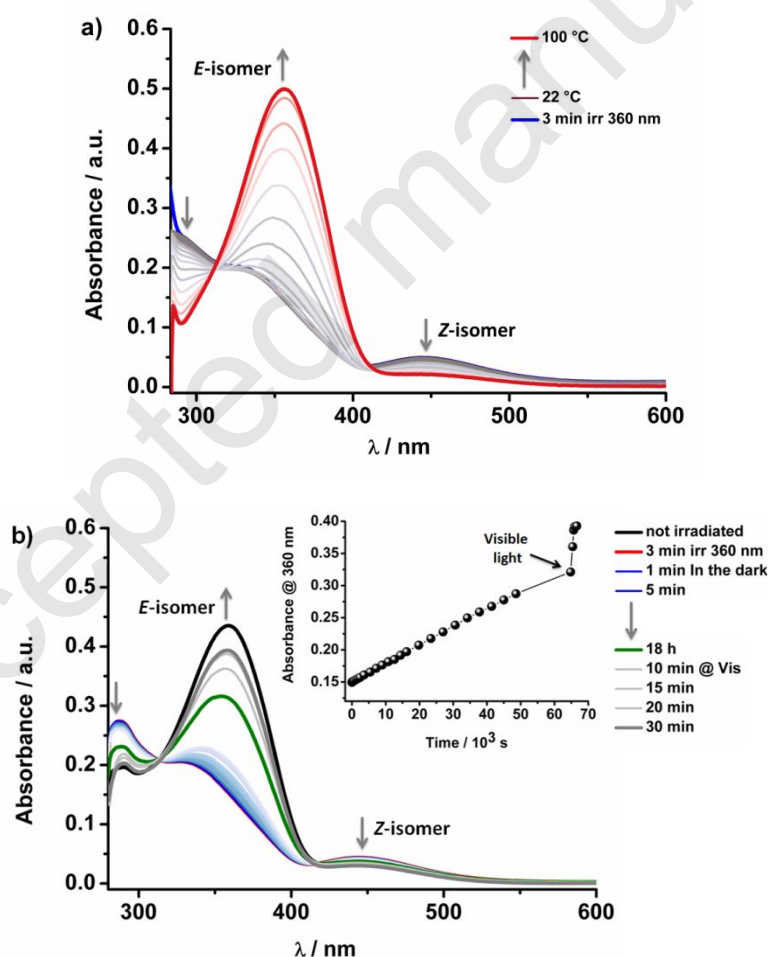 a)
0.6
0.5
0.4
0.3
0.2
0.1
0.0
Absorbance / a.u.
E-isomer
Z-isomer
100 °C
22 °C
3 min irr 360 nm
300
400
500
600
λ / nm
b)
0.6
0.5
0.4
0.3
0.2
0.1
0.0
Absorbance / a.u.
E-isomer
Z-isomer
0.40
0.35
0.30
0.25
0.20
0.15
Absorbance @ 360 nm
Visible
light
0 10 20 30 40 50 60 70
Time / 10³ s
not irradiated
3 min irr 360 nm
1 min In the dark
5 min
18 h
10 min @ Vis
15 min
20 min
30 min
300
400
500
600
λ / nm
cepted manu